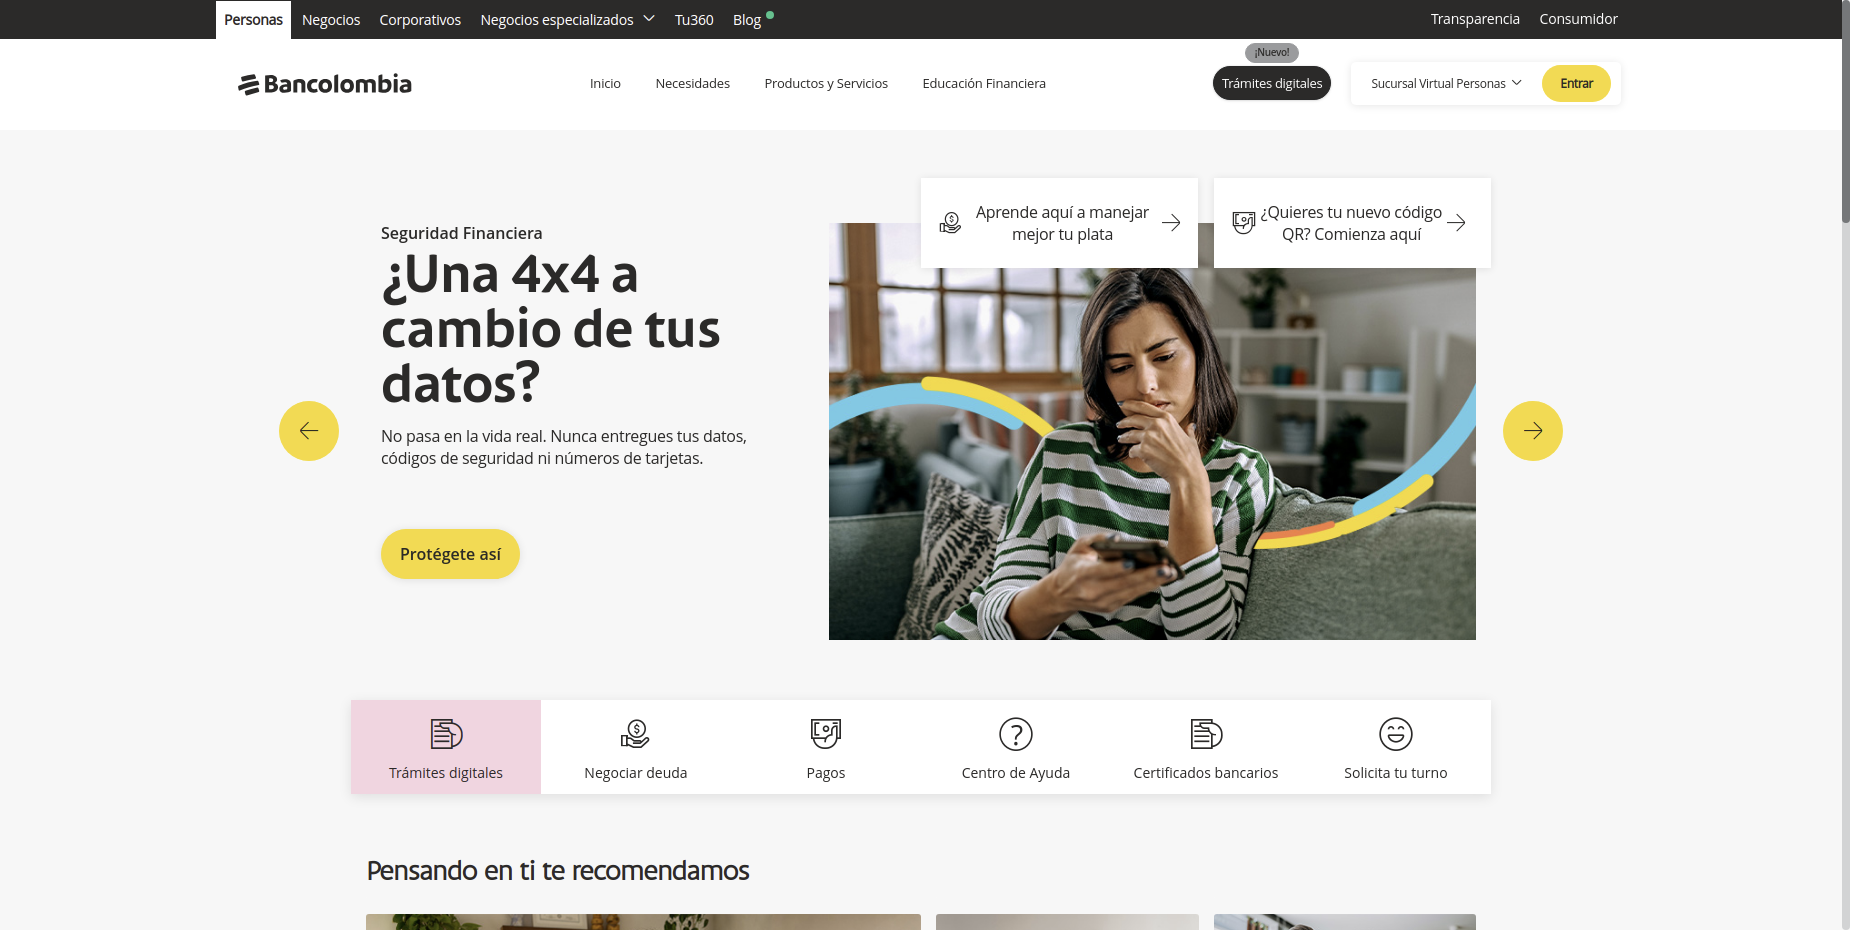 Personas Negocios Corporativos Negocios especializados Tu360 Blog Transparencia Consumidor
¡Nuevo!
Bancolombia Inicio Necesidades Productos y Servicios Educación Financiera Trámites digitales Sucursal Virtual Personas Entrar
Aprende aquí a manejar
mejor tu plata
¿Quieres tu nuevo código
QR? Comienza aquí
Seguridad Financiera
¿Una 4x4 a
cambio de tus
datos?
No pasa en la vida real. Nunca entregues tus datos,
códigos de seguridad ni números de tarjetas.
Protégete así
Trámites digitales Negociar deuda Pagos Centro de Ayuda Certificados bancarios Solicita tu turno
Pensando en ti te recomendamos